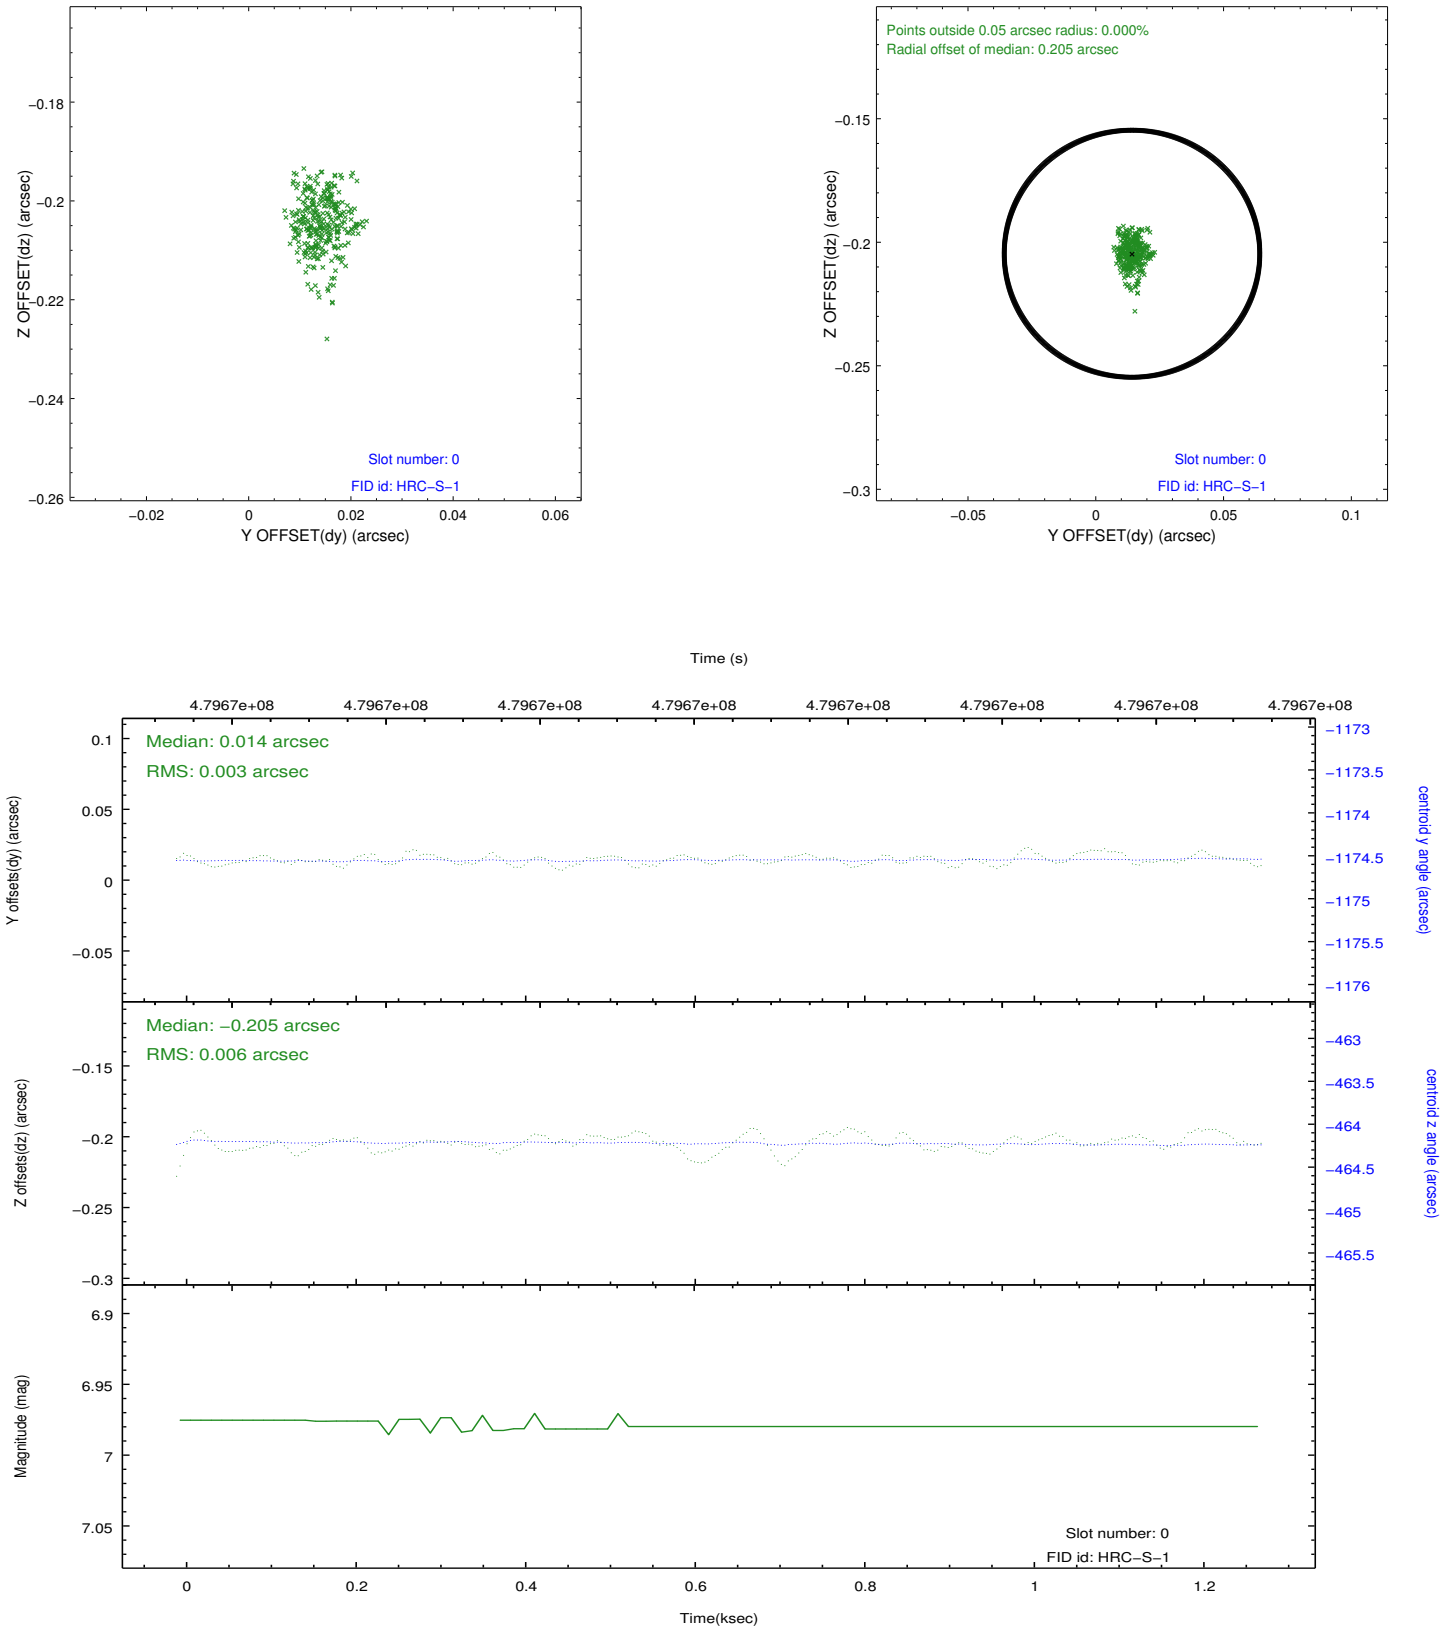 −0.18
−0.2
−0.22
−0.24
−0.26
Z OFFSET(dz) (arcsec)
Slot number: 0
FID id: HRC−S−1
−0.02
0
0.02
0.04
0.06
Y OFFSET(dy) (arcsec)
Points outside 0.05 arcsec radius: 0.000%
Radial offset of median: 0.205 arcsec
−0.15
−0.2
−0.25
−0.3
Z OFFSET(dz) (arcsec)
Slot number: 0
FID id: HRC−S−1
−0.05
0
0.05
0.1
Y OFFSET(dy) (arcsec)
Time (s)
4.7967e+08
4.7967e+08
4.7967e+08
4.7967e+08
4.7967e+08
4.7967e+08
4.7967e+08
4.7967e+08
Median: 0.014 arcsec
RMS: 0.003 arcsec
0.1
0.05
0
−0.05
Y offsets(dy) (arcsec)
−1173
−1173.5
−1174
−1174.5
−1175
−1175.5
−1176
centroid y angle (arcsec)
Median: −0.205 arcsec
RMS: 0.006 arcsec
−0.15
−0.2
−0.25
−0.3
Z offsets(dz) (arcsec)
−463
−463.5
−464
−464.5
−465
−465.5
centroid z angle (arcsec)
6.9
6.95
7
7.05
Magnitude (mag)
Slot number: 0
FID id: HRC−S−1
0
0.2
0.4
0.6
0.8
1
1.2
Time(ksec)